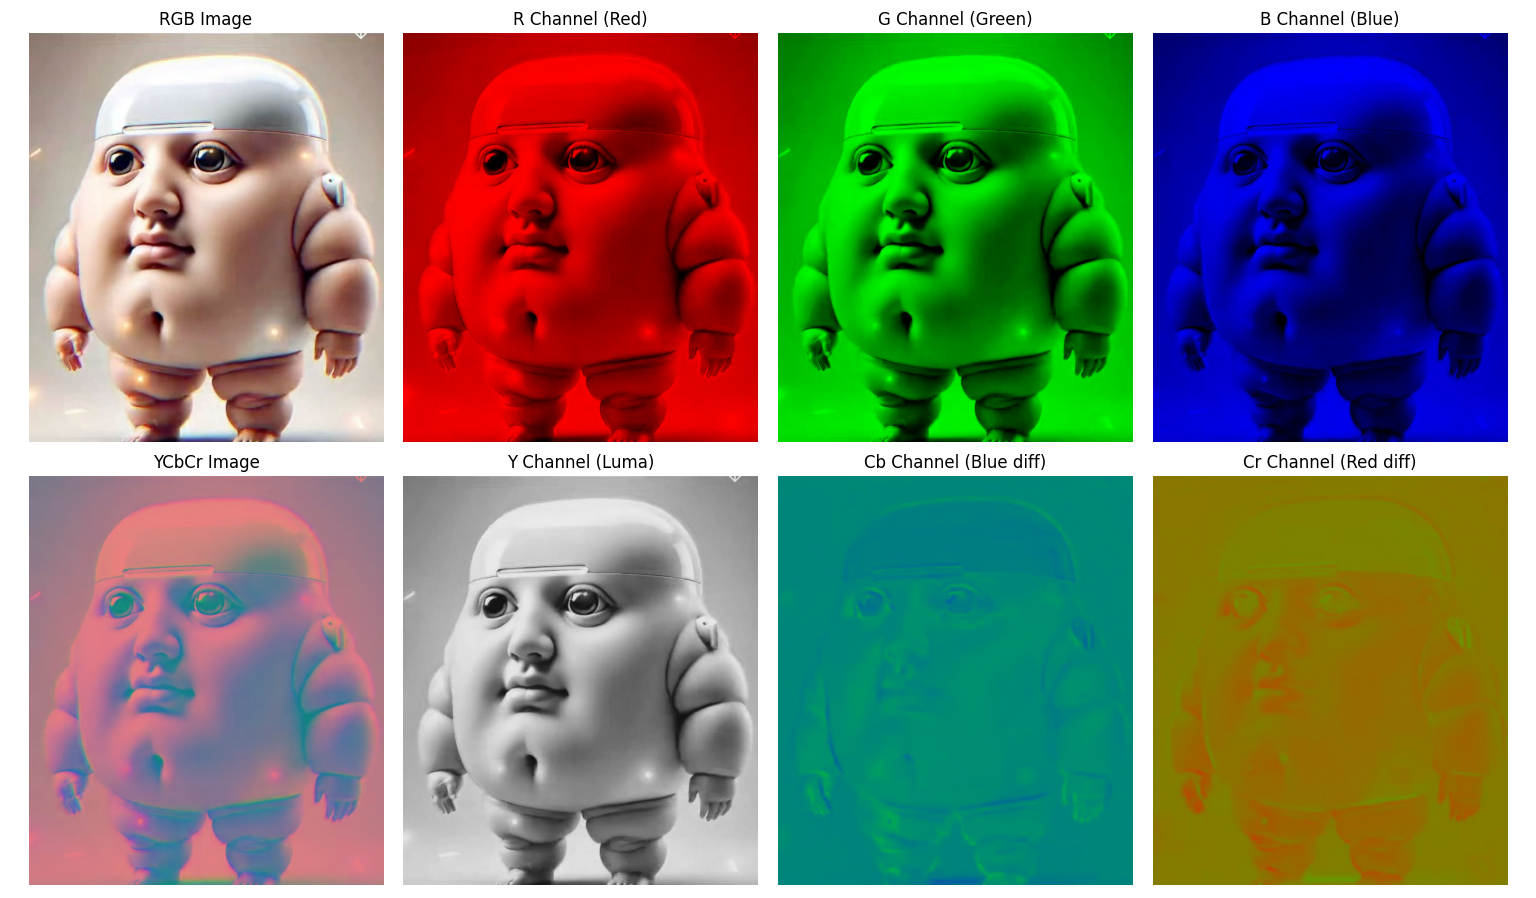 RGB Image
R Channel (Red)
G Channel (Green)
B Channel (Blue)
YCbCr Image
Y Channel (Luma)
Cb Channel (Blue diff)
Cr Channel (Red diff)